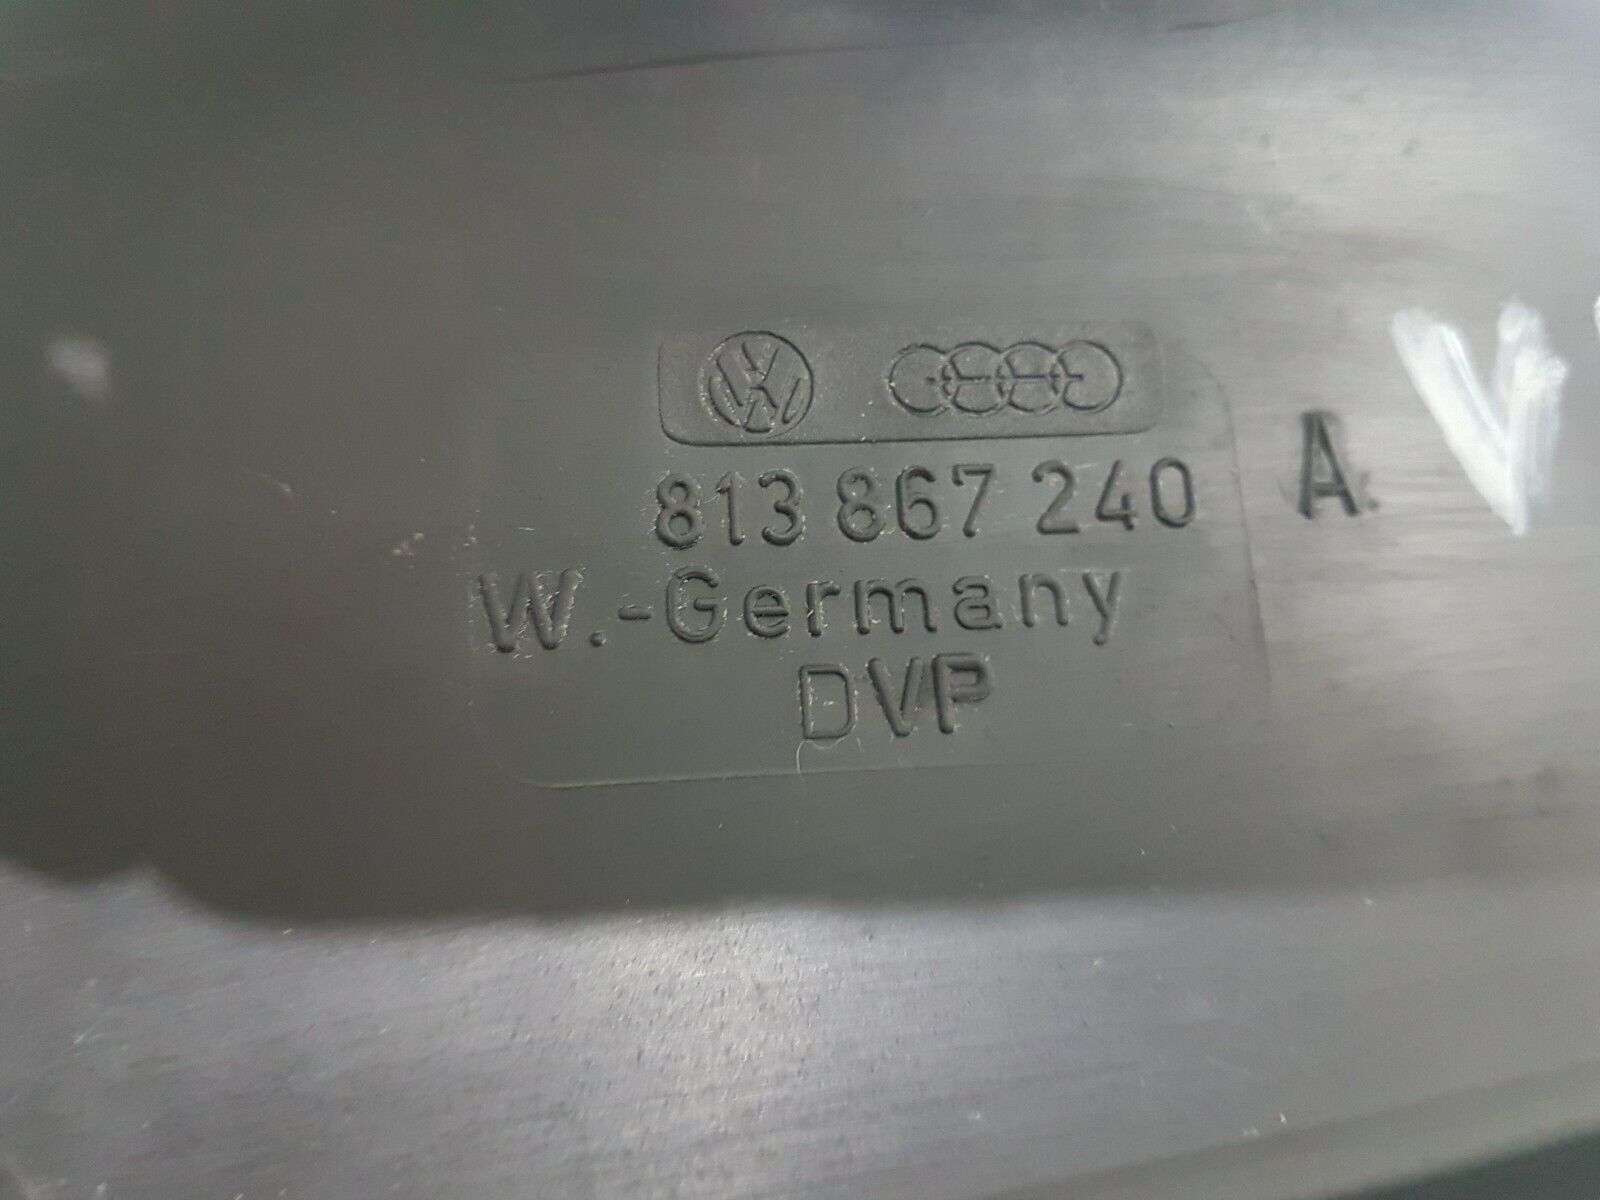 813 867 240 A.
W.-Germany
DVP
V